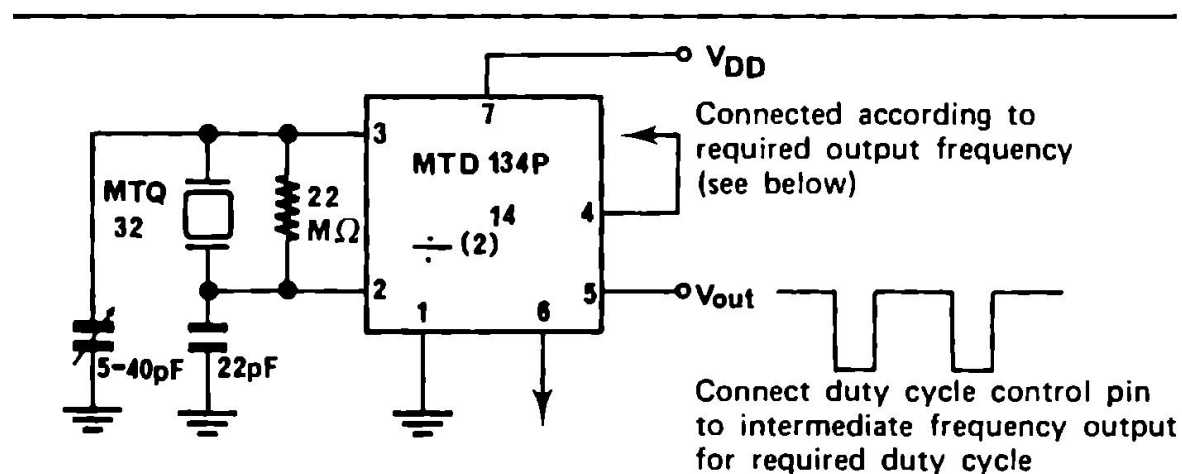 V_DD
7
Connected according to
required output frequency
(see below)
3
MTD 134P
MTQ
32
22
MΩ
4
÷ (2)^14
2
5
Vout
1
6
5-40pF
22pF
Connect duty cycle control pin
to intermediate frequency output
for required duty cycle